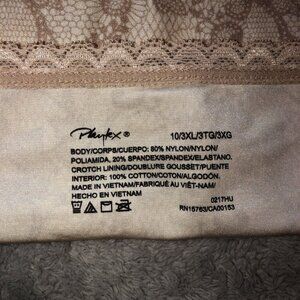 Playtex®
10/3XL/3TG/3XG
BODY/CORPS/CUERPO: 80% NYLON/NYLON/
POLIAMIDA, 20% SPANDEX/SPANDEX/ELASTANO.
CROTCH LINING/DOUBLURE GOUSSET/PUENTE
INTERIOR: 100% COTTON/COTON/ALGODÓN.
MADE IN VIETNAM/FABRIQUÉ AU VIÊT-NAM/
HECHO EN VIETNAM
0217HU
RN15763/CA00153